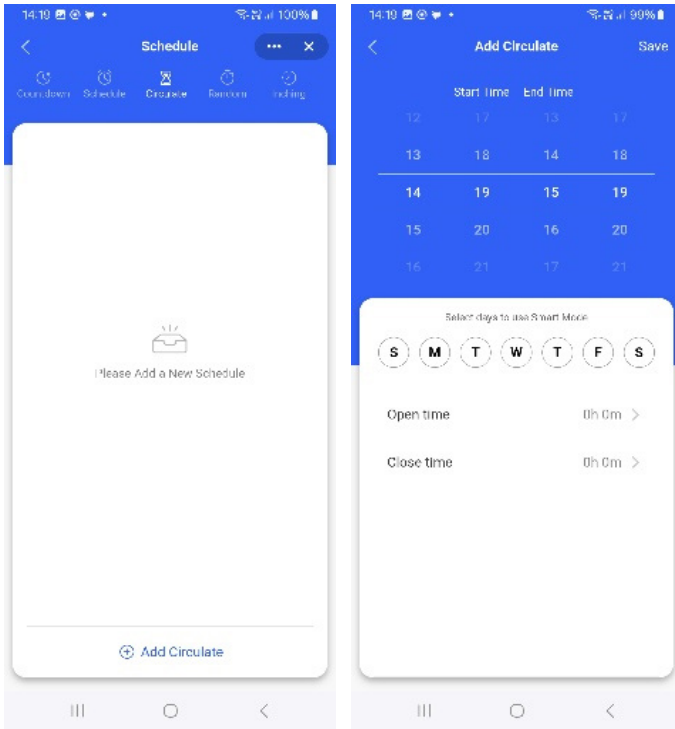 14:19
100%
Schedule
Countdown Schedule Circulate Random Inching
Please Add a New Schedule
Add Circulate
14:19
99%
Add Circulate
Save
Start Time End Time
12 17 13 17
13 18 14 18
14 19 15 19
15 20 16 20
16 21 17 21
Select days to use Smart Mode
S M T W T F S
Open time 0h 0m
Close time 0h 0m